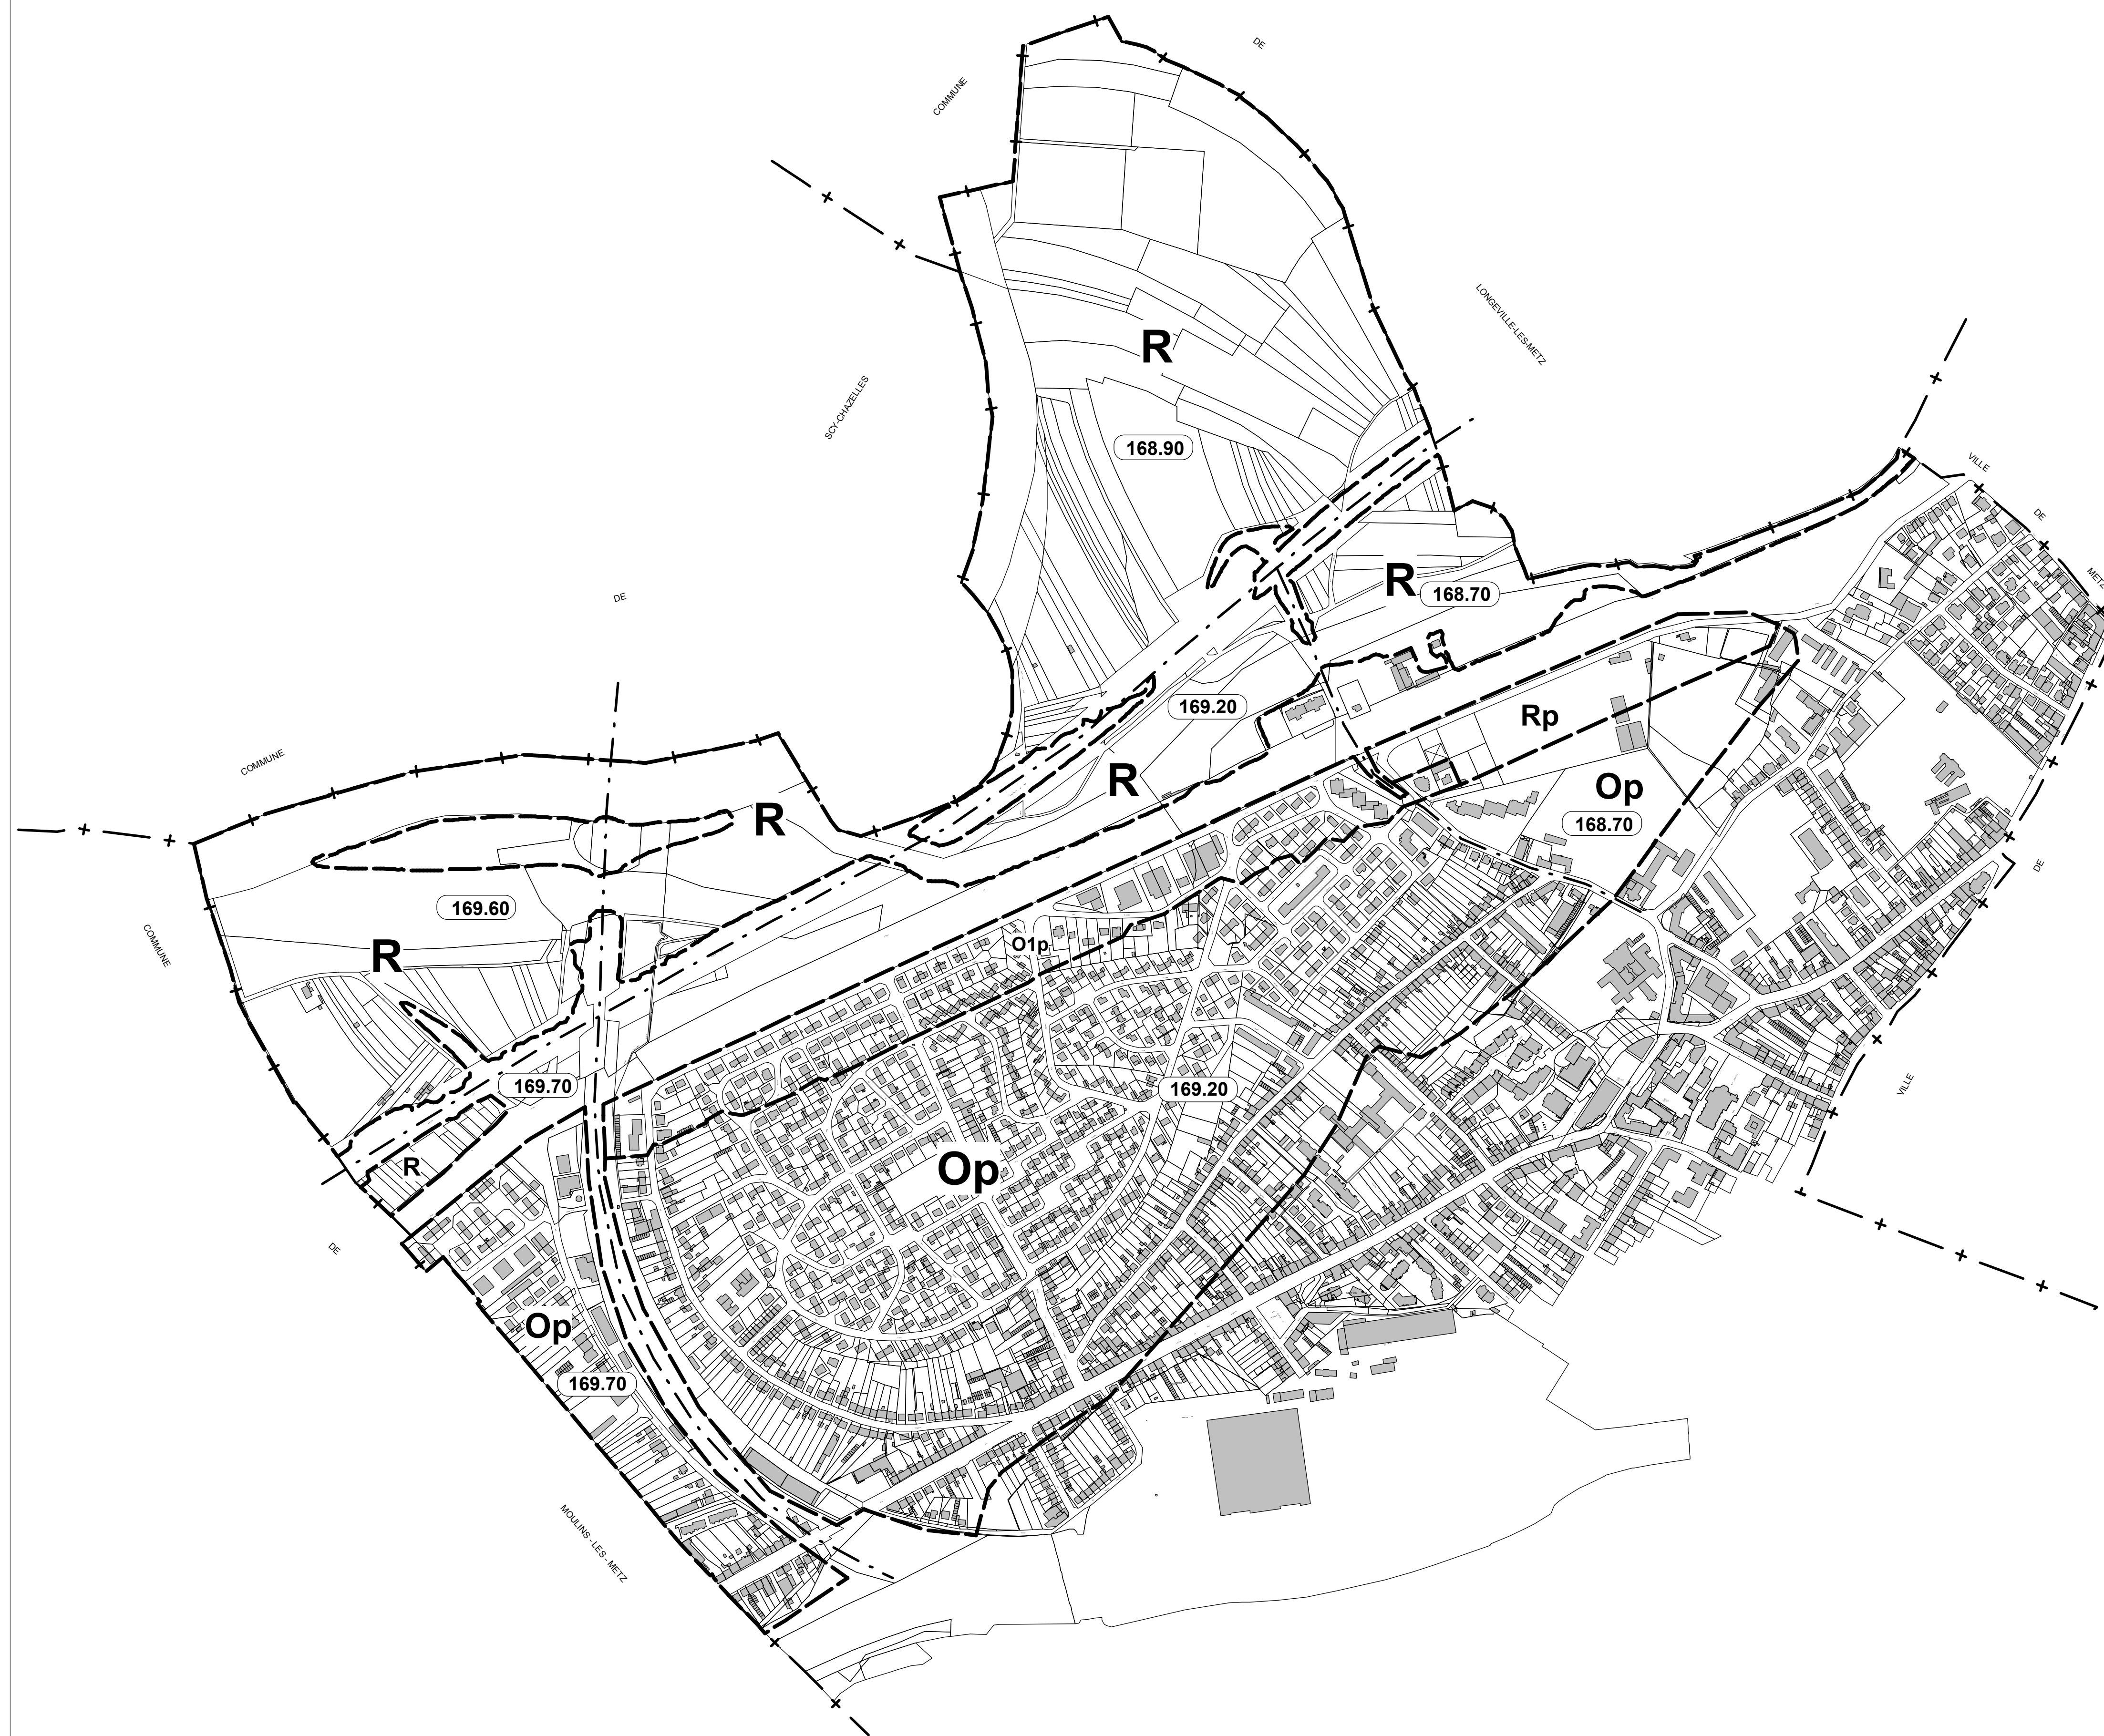 DE
COMMUNE
LONGEVILLE-LES-METZ
R
SCY-CHAZELLES
168.90
VILLE
DE
METZ
R
168.70
DE
169.20
Rp
COMMUNE
R
Op
168.70
R
DE
169.60
COMMUNE
R
O1p
169.70
169.20
VILLE
R
Op
DE
Op
169.70
MOULINS - LES - METZ